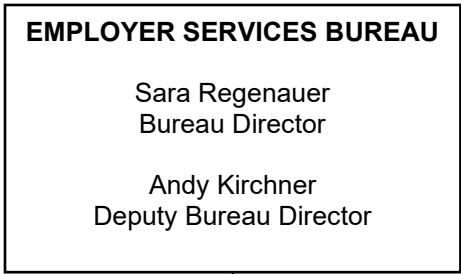 EMPLOYER SERVICES BUREAU
Sara Regenauer
Bureau Director
Andy Kirchner
Deputy Bureau Director